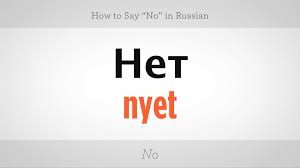 How to Say “No” in Russian
Нет
nyet
No